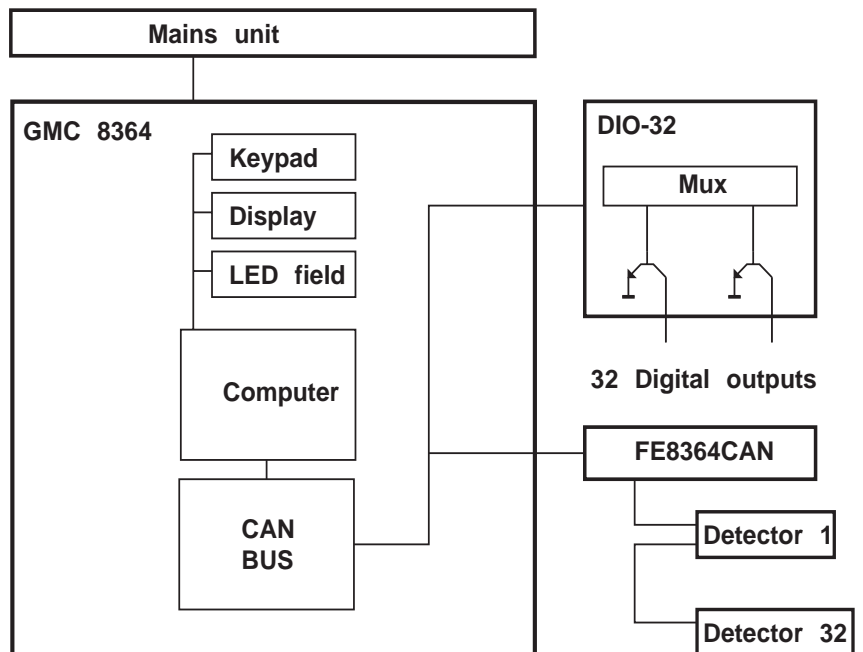 Mains unit
GMC 8364
Keypad
Display
LED field
Computer
CAN
BUS
DIO-32
Mux
32 Digital outputs
FE8364CAN
Detector 1
Detector 32